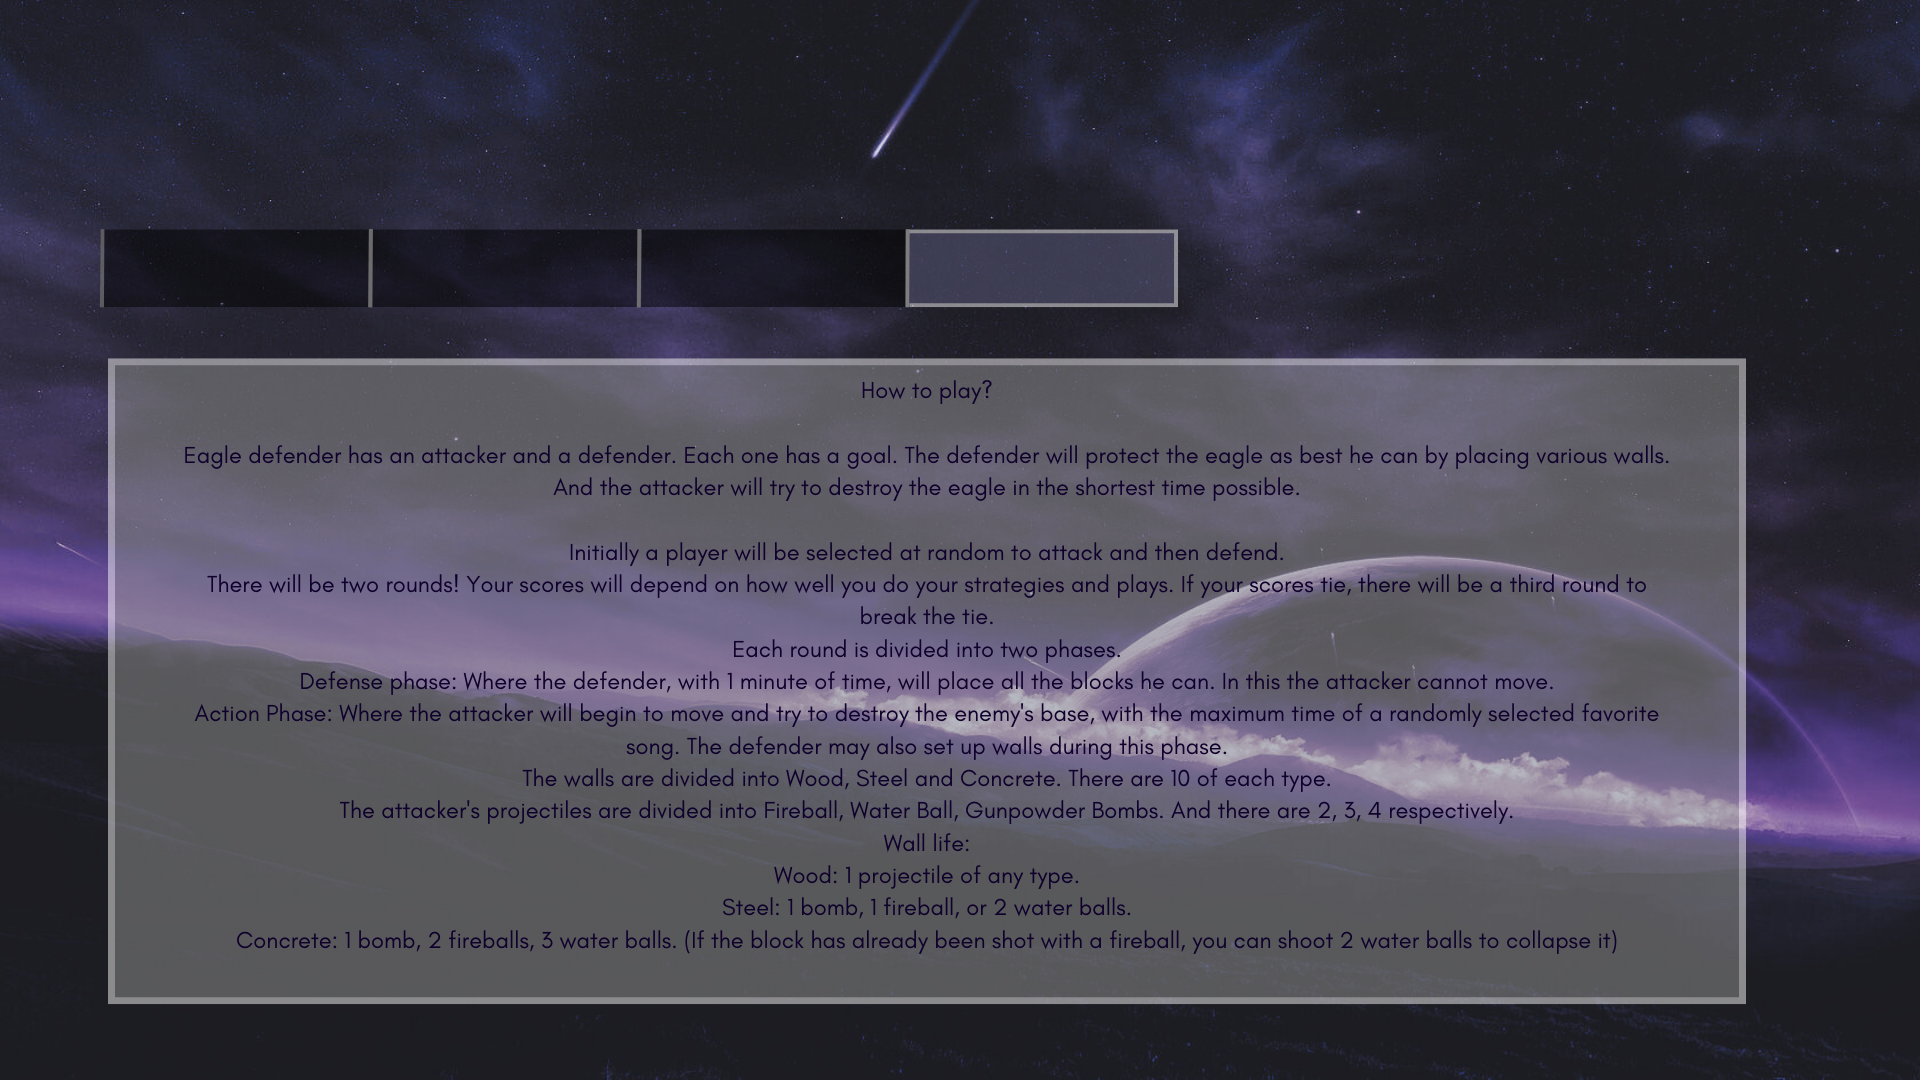 How to play?
Eagle defender has an attacker and a defender. Each one has a goal. The defender will protect the eagle as best he can by placing various walls.
And the attacker will try to destroy the eagle in the shortest time possible.
Initially a player will be selected at random to attack and then defend.
There will be two rounds! Your scores will depend on how well you do your strategies and plays. If your scores tie, there will be a third round to
break the tie.
Each round is divided into two phases.
Defense phase: Where the defender, with 1 minute of time, will place all the blocks he can. In this the attacker cannot move.
Action Phase: Where the attacker will begin to move and try to destroy the enemy's base, with the maximum time of a randomly selected favorite
song. The defender may also set up walls during this phase.
The walls are divided into Wood, Steel and Concrete. There are 10 of each type.
The attacker's projectiles are divided into Fireball, Water Ball, Gunpowder Bombs. And there are 2, 3, 4 respectively.
Wall life:
Wood: 1 projectile of any type.
Steel: 1 bomb, 1 fireball, or 2 water balls.
Concrete: 1 bomb, 2 fireballs, 3 water balls. (If the block has already been shot with a fireball, you can shoot 2 water balls to collapse it)